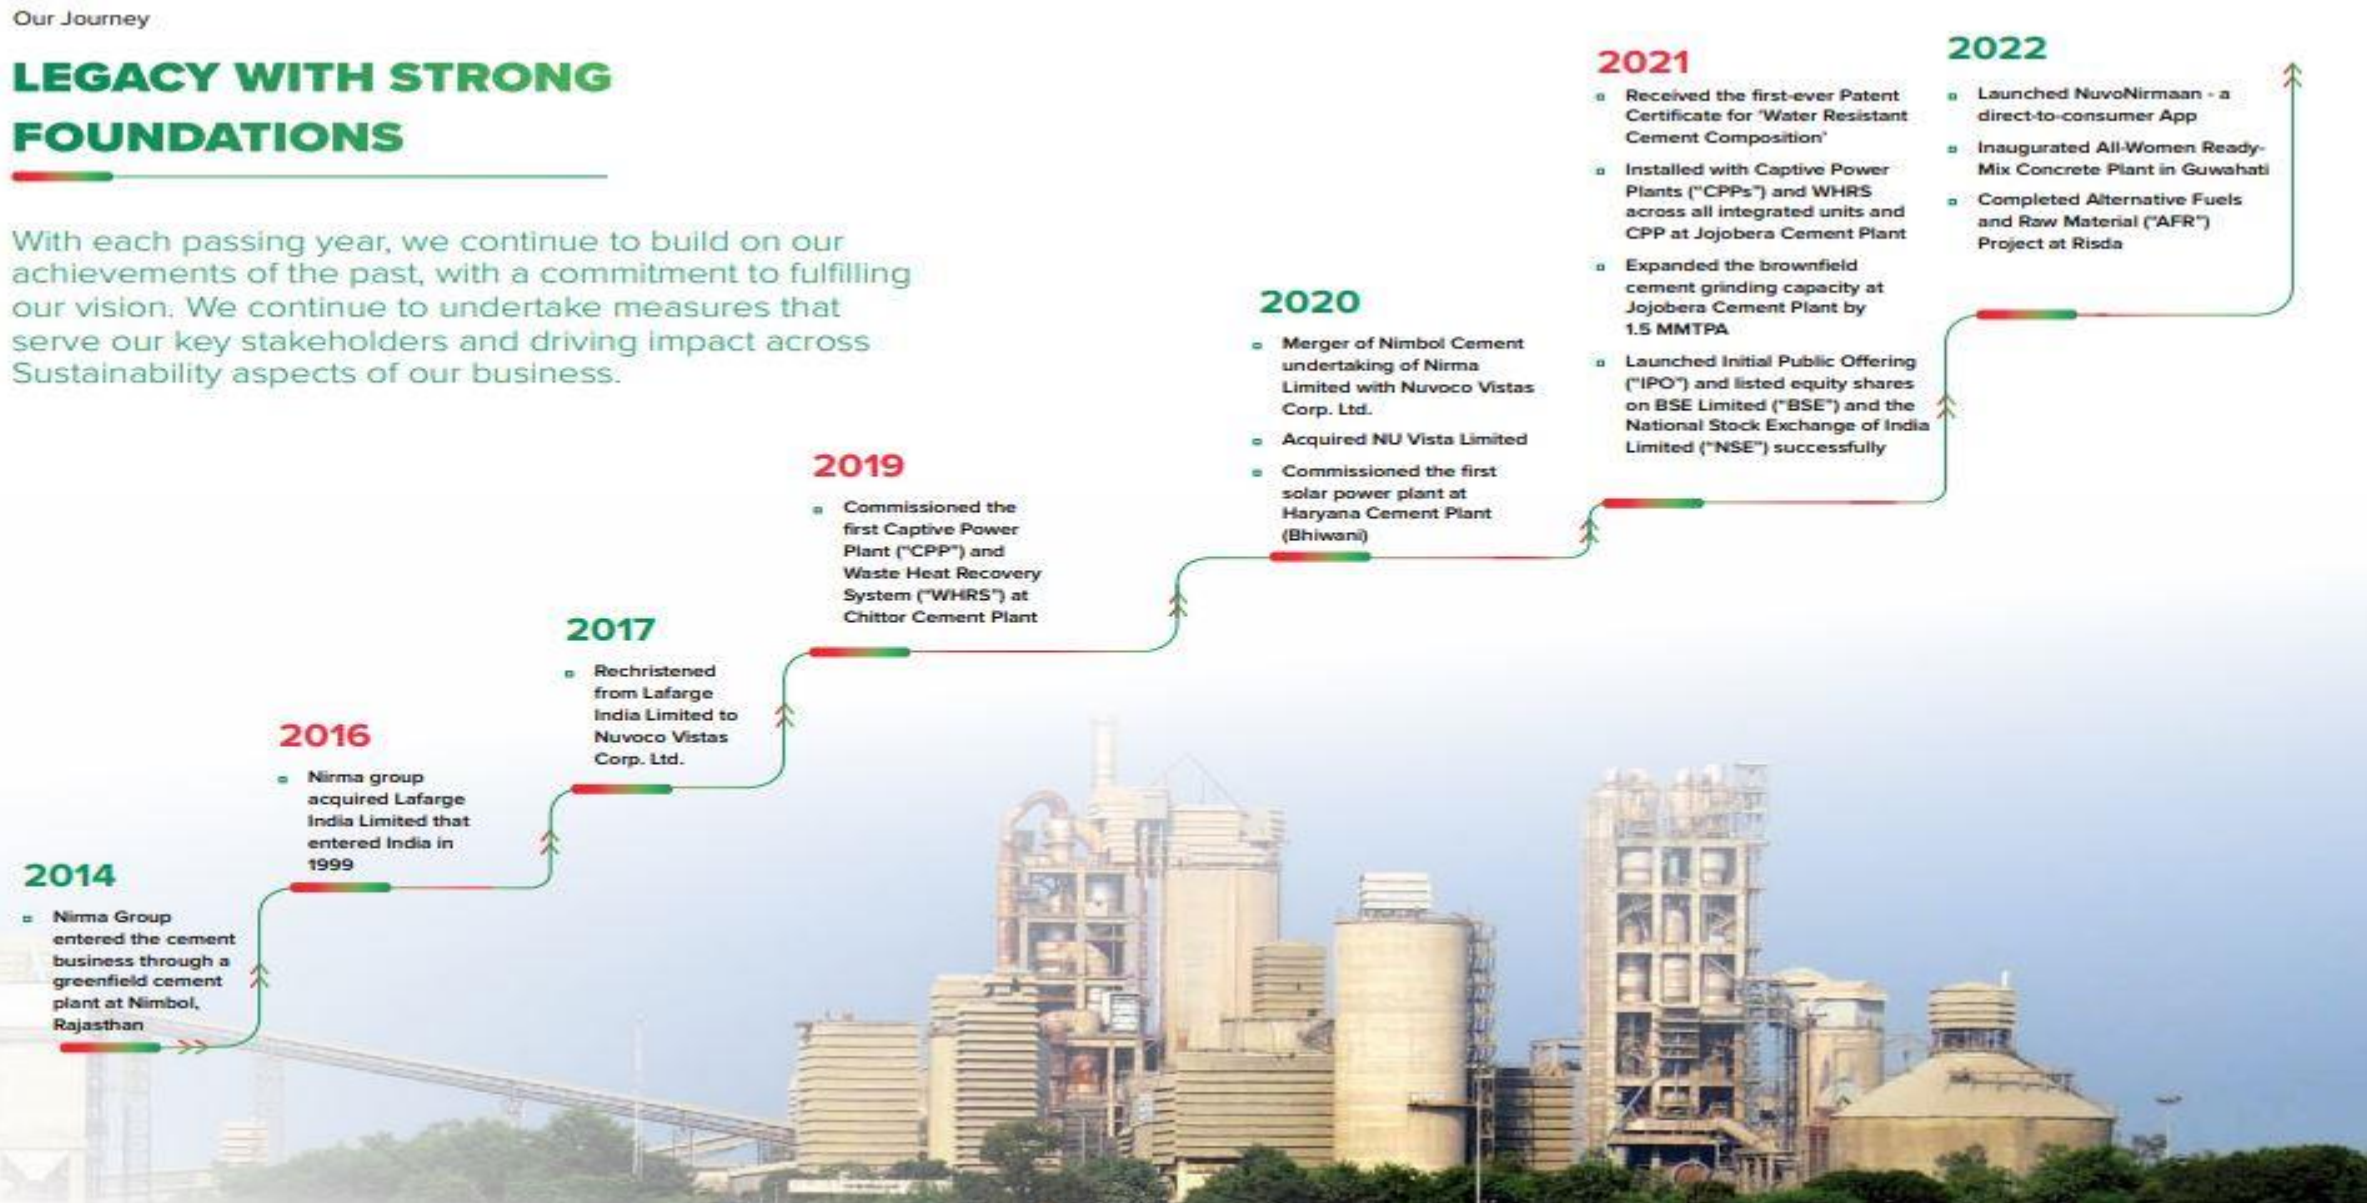 Our Journey
LEGACY WITH STRONG
FOUNDATIONS
With each passing year, we continue to build on our
achievements of the past, with a commitment to fulfilling
our vision. We continue to undertake measures that
serve our key stakeholders and driving impact across
Sustainability aspects of our business.
2014
Nirma Group
entered the cement
business through a
greenfield cement
plant at Nimbol,
Rajasthan
2016
Nirma group
acquired Lafarge
India Limited that
entered India in
1999
2017
Rechristened
from Lafarge
India Limited to
Nuvoco Vistas
Corp. Ltd.
2019
Commissioned the
first Captive Power
Plant ("CPP") and
Waste Heat Recovery
System ("WHRS") at
Chittor Cement Plant
2020
Merger of Nimbol Cement
undertaking of Nirma
Limited with Nuvoco Vistas
Corp. Ltd.
Acquired NU Vista Limited
Commissioned the first
solar power plant at
Haryana Cement Plant
(Bhiwani)
2021
Received the first-ever Patent
Certificate for 'Water Resistant
Cement Composition'
Installed with Captive Power
Plants ("CPPs") and WHRS
across all integrated units and
CPP at Jojobera Cement Plant
Expanded the brownfield
cement grinding capacity at
Jojobera Cement Plant by
1.5 MMTPA
Launched Initial Public Offering
("IPO") and listed equity shares
on BSE Limited ("BSE") and the
National Stock Exchange of India
Limited ("NSE") successfully
2022
Launched NuvoNirmaan - a
direct-to-consumer App
Inaugurated All-Women Ready-
Mix Concrete Plant in Guwahati
Completed Alternative Fuels
and Raw Material ("AFR")
Project at Risda